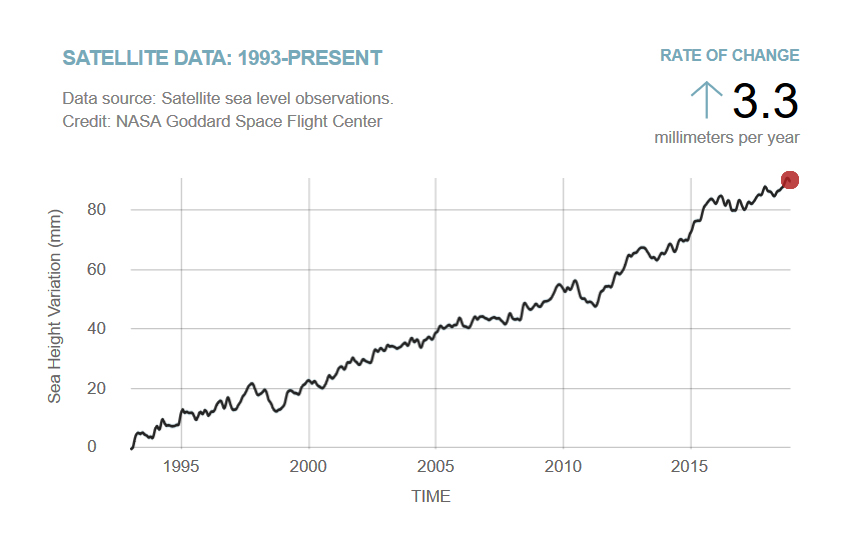 SATELLITE DATA: 1993-PRESENT
Data source: Satellite sea level observations.
Credit: NASA Goddard Space Flight Center
RATE OF CHANGE
↑ 3.3
millimeters per year
Sea Height Variation (mm)
80
60
40
20
0
1995 2000 2005 2010 2015
TIME